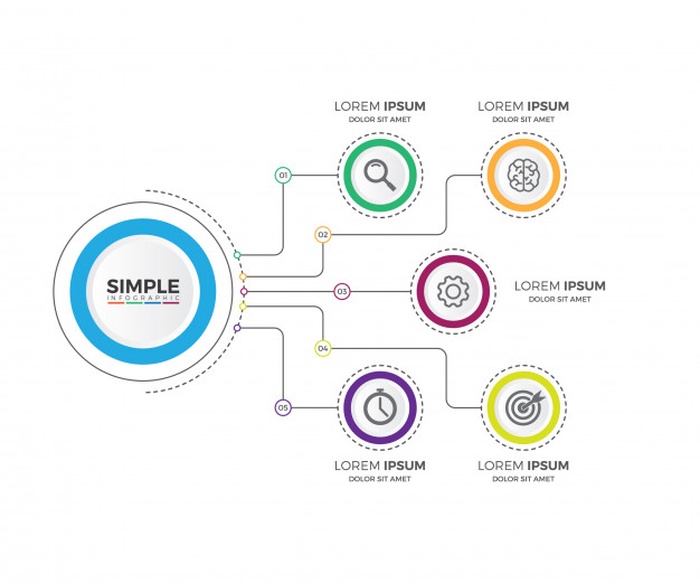 LOREM IPSUM
DOLOR SIT AMET
LOREM IPSUM
DOLOR SIT AMET
01
02
SIMPLE
INFOGRAPHIC
03
LOREM IPSUM
DOLOR SIT AMET
04
05
LOREM IPSUM
DOLOR SIT AMET
LOREM IPSUM
DOLOR SIT AMET